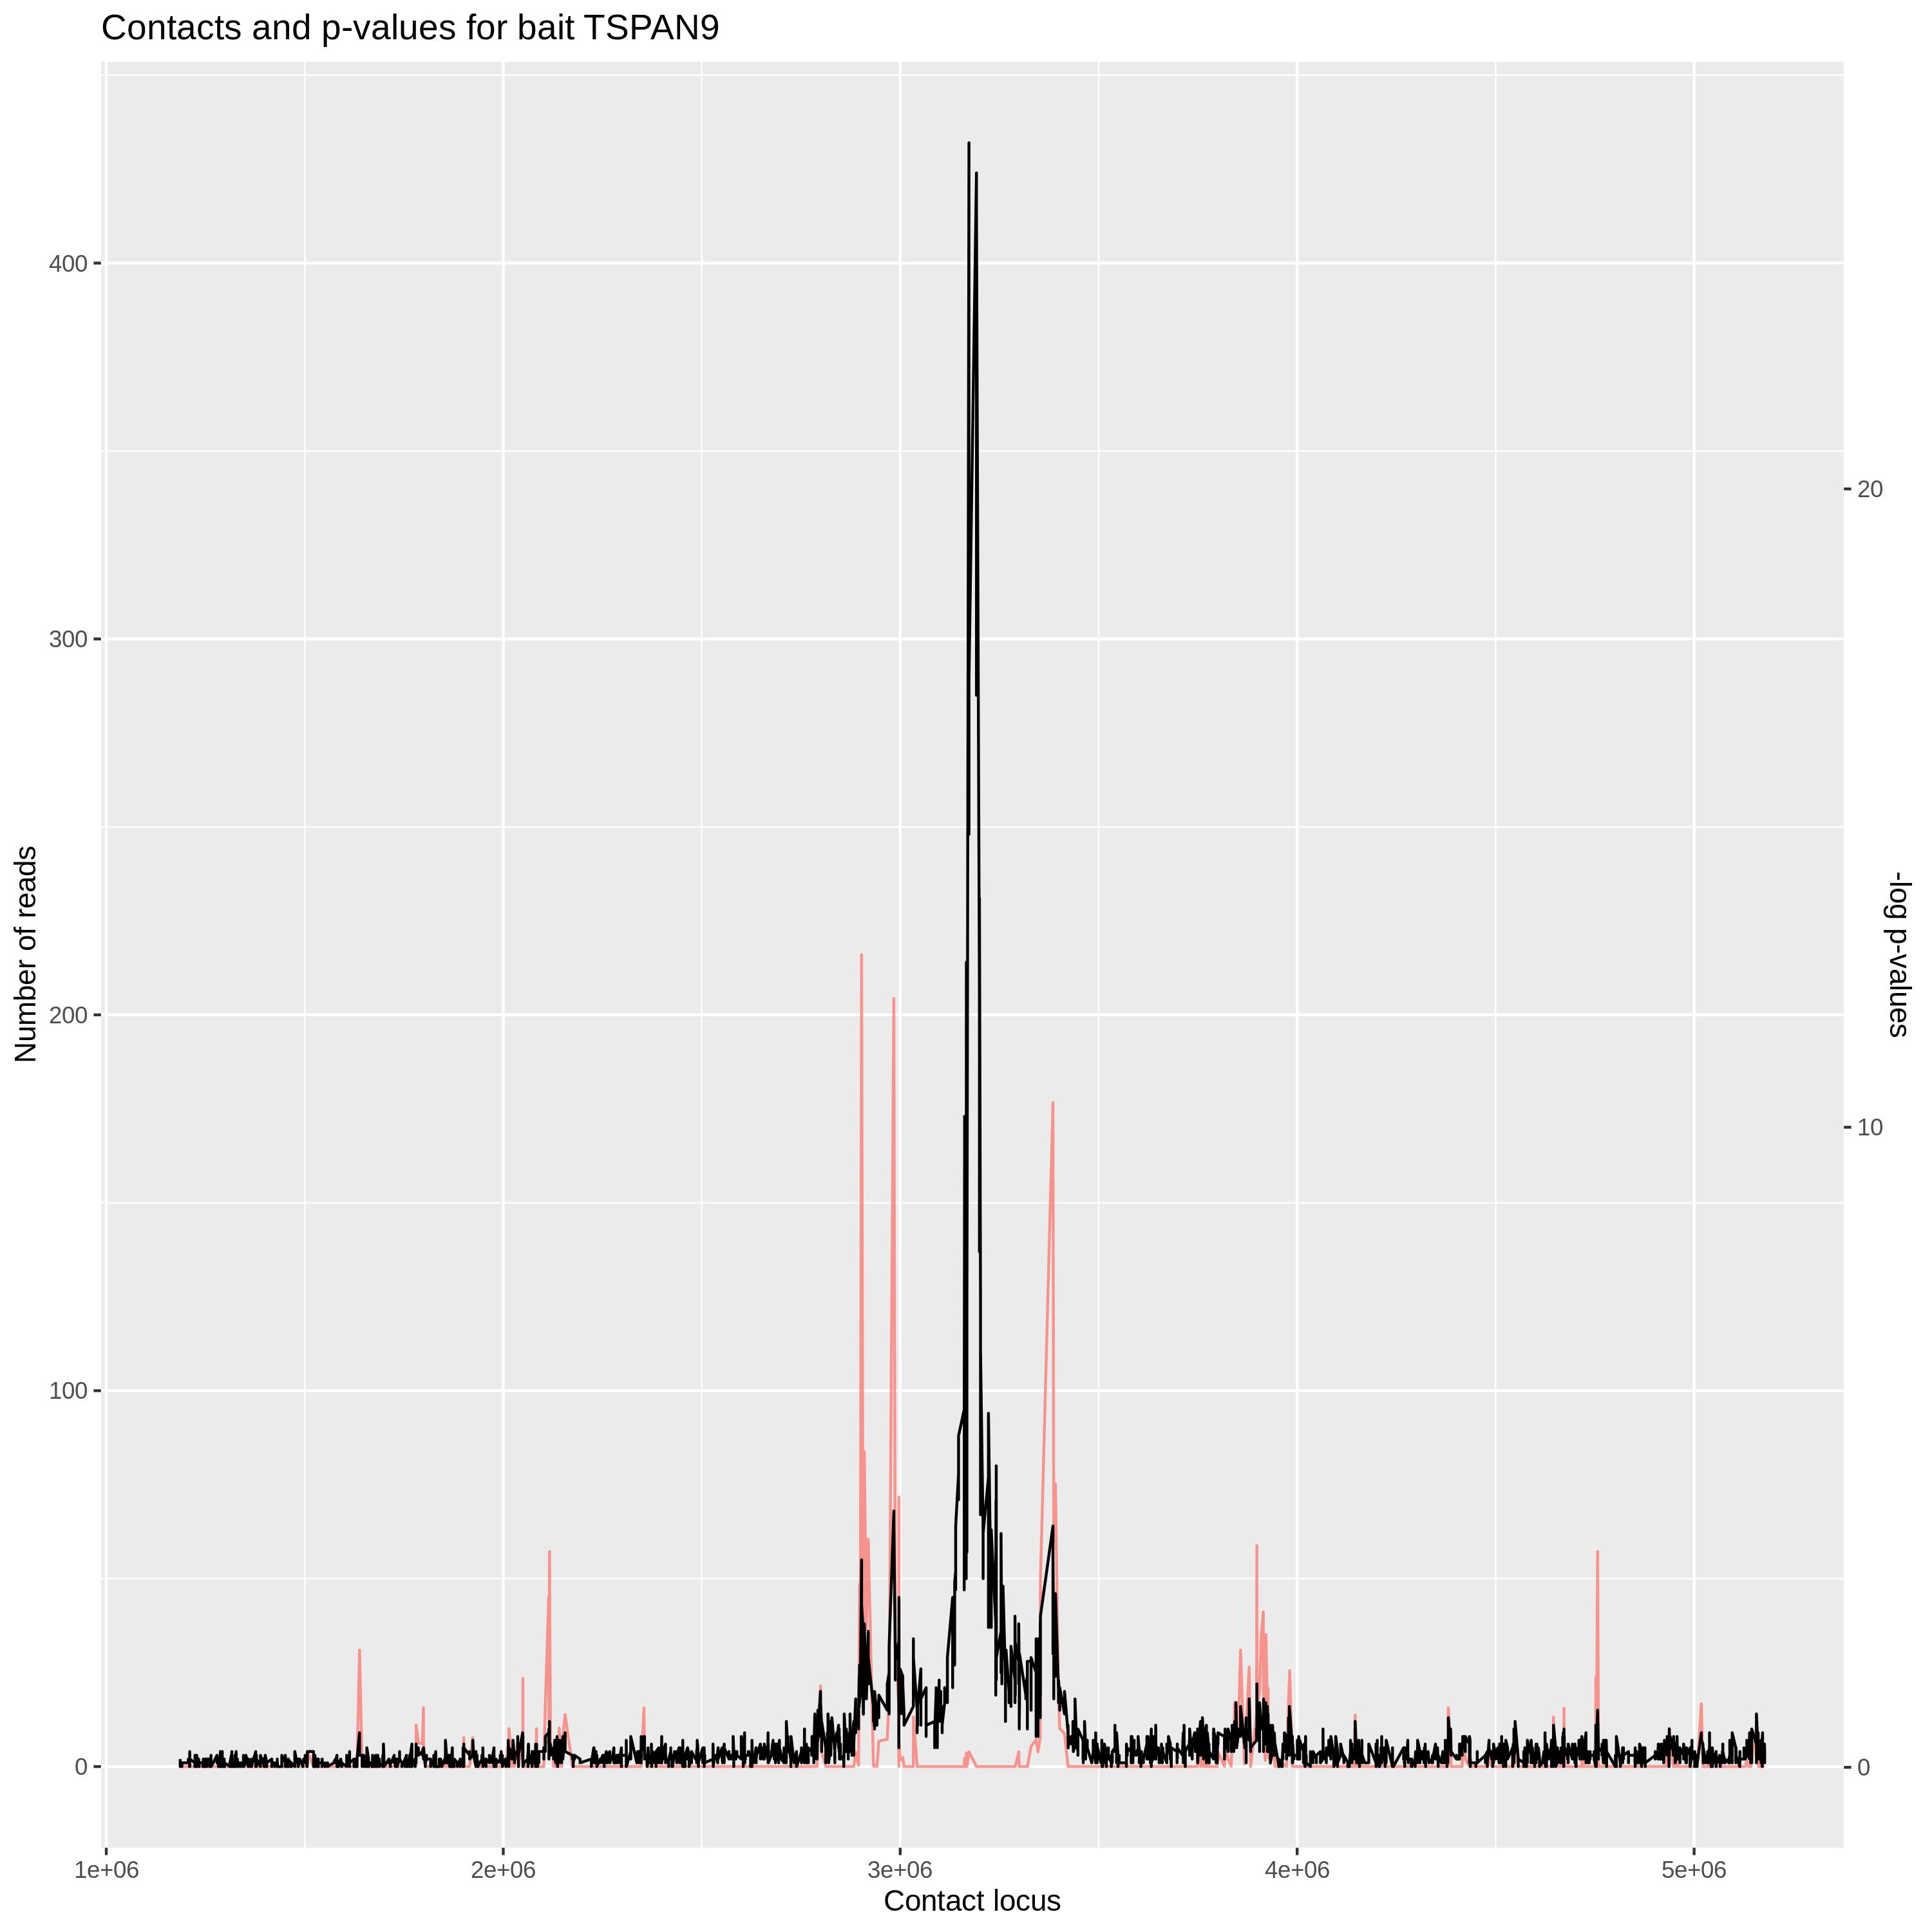 Contacts and p-values for bait TSPAN9
400
300
200
100
0
Number of reads
20
10
0
-log p-values
1e+06
2e+06
3e+06
4e+06
5e+06
Contact locus